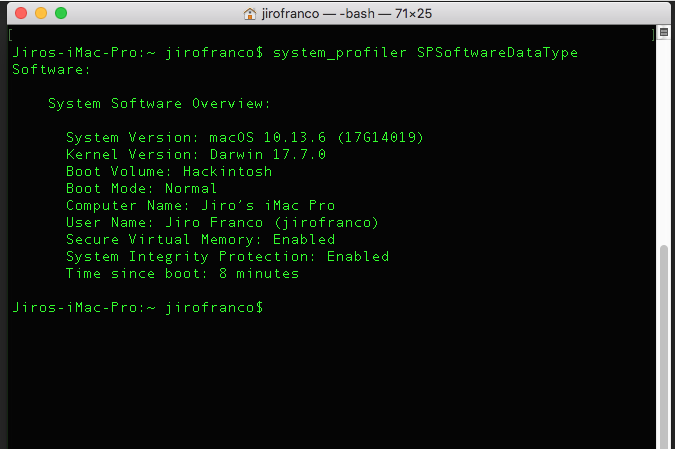 jirofranco — -bash — 71×25
[ ]
Jiros-iMac-Pro:~ jirofranco$ system_profiler SPSoftwareDataType
Software:
System Software Overview:
System Version: macOS 10.13.6 (17G14019)
Kernel Version: Darwin 17.7.0
Boot Volume: Hackintosh
Boot Mode: Normal
Computer Name: Jiro’s iMac Pro
User Name: Jiro Franco (jirofranco)
Secure Virtual Memory: Enabled
System Integrity Protection: Enabled
Time since boot: 8 minutes
Jiros-iMac-Pro:~ jirofranco$